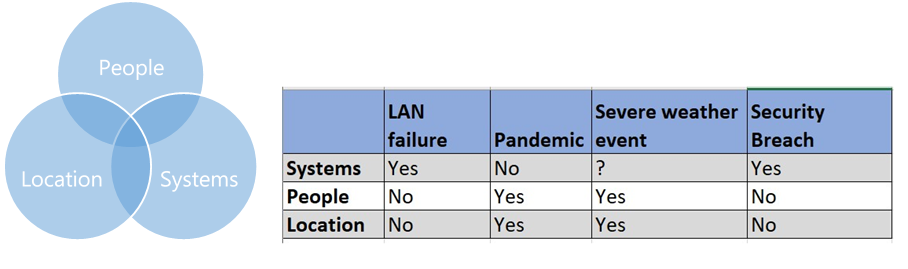 People
Location
Systems
LAN failure Pandemic Severe weather event Security Breach
Systems Yes No ? Yes
People No Yes Yes No
Location No Yes Yes No